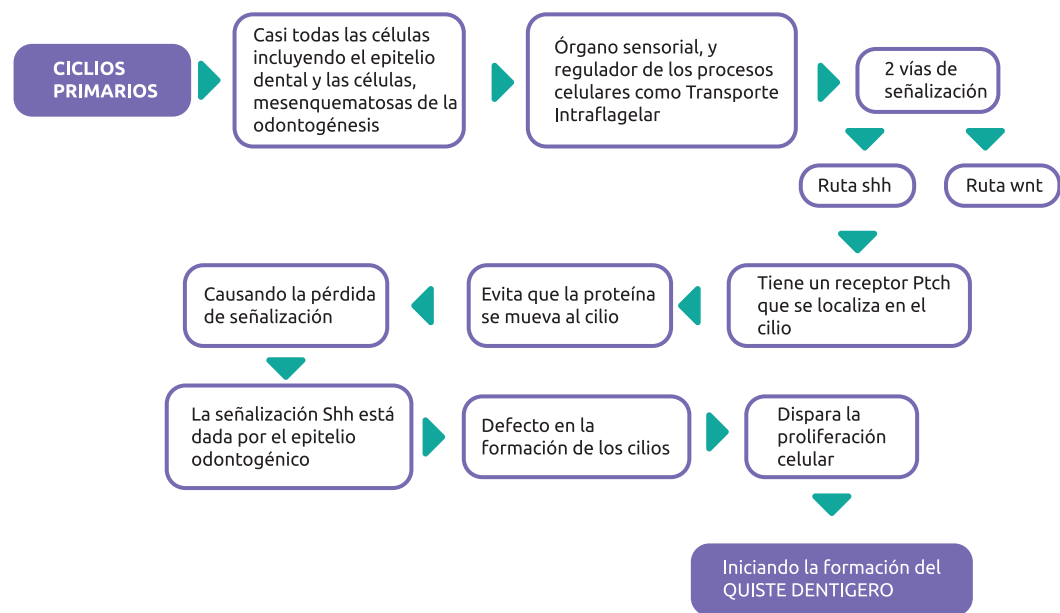 CICLIOS
PRIMARIOS
Casi todas las células
incluyendo el epitelio
dental y las células,
mesenquematosas de la
odontogénesis
Órgano sensorial, y
regulador de los procesos
celulares como Transporte
Intraflagelar
2 vías de
señalización
Ruta shh
Ruta wnt
Tiene un receptor Ptch
que se localiza en el
cilio
Evita que la proteína
se mueva al cilio
Causando la pérdida
de señalización
La señalización Shh está
dada por el epitelio
odontogénico
Defecto en la
formación de los cilios
Dispara la
proliferación
celular
Iniciando la formación del
QUISTE DENTIGERO